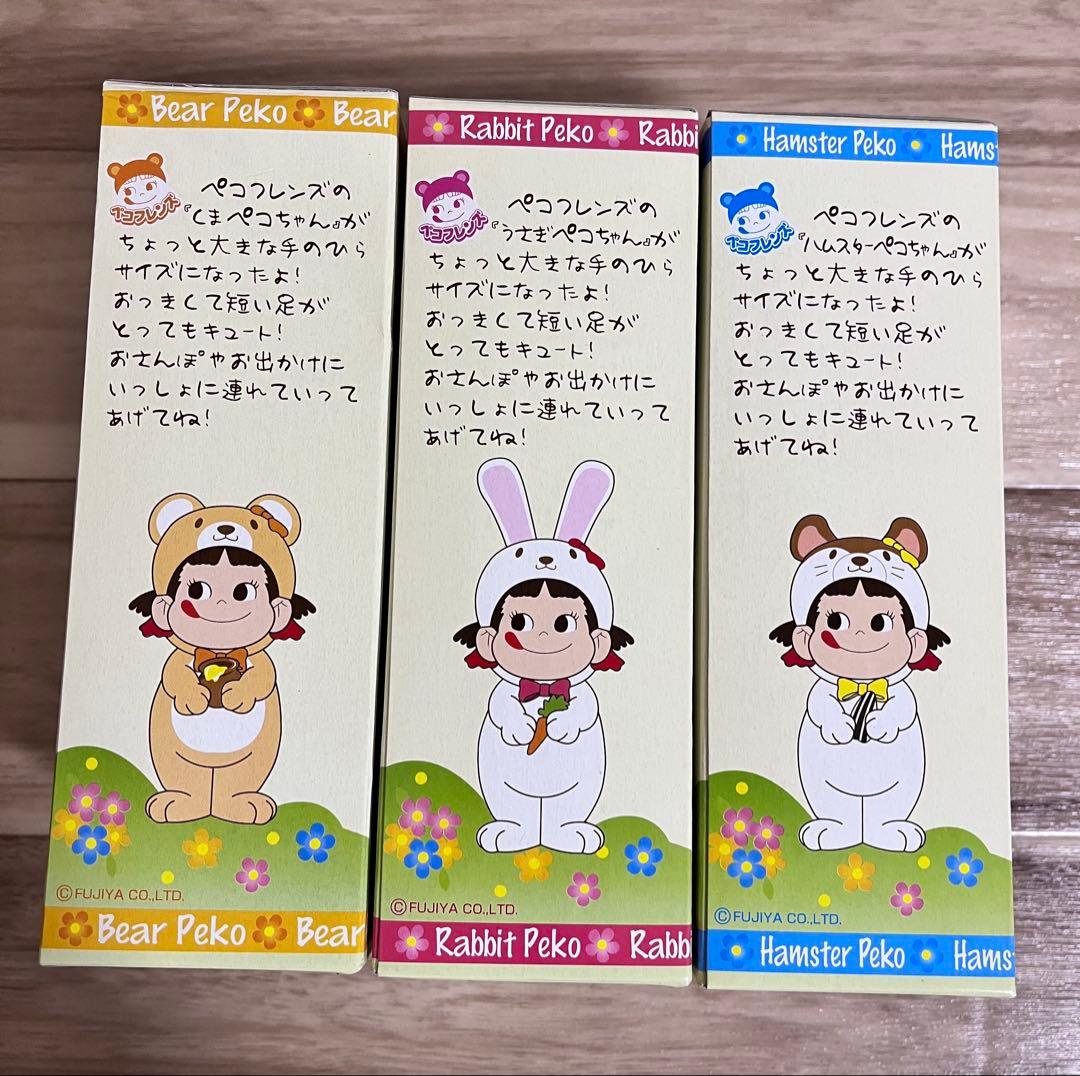 Bear Peko Bear
ペコフレンズ
ペコフレンズの
『くまペコちゃん』が
ちょっと大きな手のひら
サイズになったよ!
おっきくて短い足が
とってもキュート!
おさんぽやお出かけに
いっしょに連れていって
あげてね!
©FUJIYA CO.,LTD.
Bear Peko Bear
Rabbit Peko Rabbi
ペコフレンズ
ペコフレンズの
『うさぎペコちゃん』が
ちょっと大きな手のひら
サイズになったよ!
おっきくて短い足が
とってもキュート!
おさんぽやお出かけに
いっしょに連れていって
あげてね!
©FUJIYA CO.,LTD.
Rabbit Peko Rabb
Hamster Peko Hams
ペコフレンズ
ペコフレンズの
『ハムスターペコちゃん』が
ちょっと大きな手のひら
サイズになったよ!
おっきくて短い足が
とってもキュート!
おさんぽやお出かけに
いっしょに連れていって
あげてね!
©FUJIYA CO.,LTD.
Hamster Peko Hams